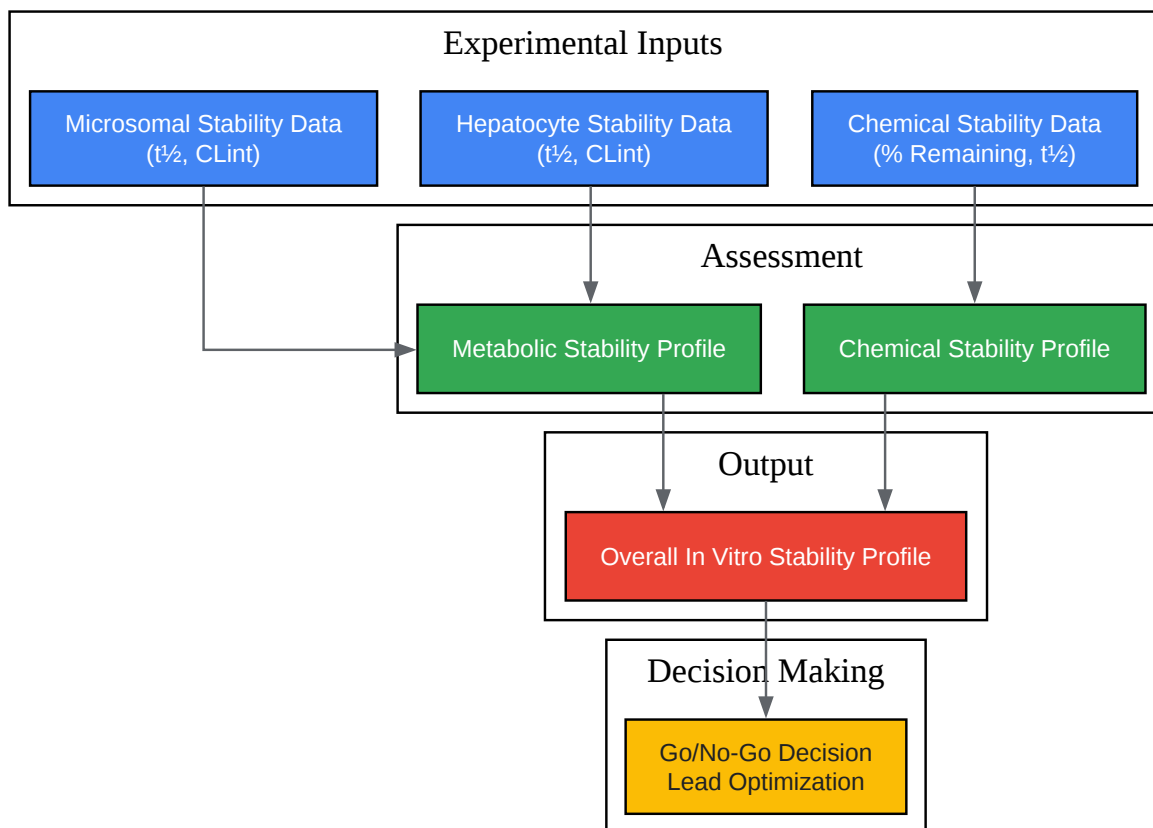 Experimental Inputs
Microsomal Stability Data
(t½, CLint)
Hepatocyte Stability Data
(t½, CLint)
Chemical Stability Data
(% Remaining, t½)
Assessment
Metabolic Stability Profile
Chemical Stability Profile
Output
Overall In Vitro Stability Profile
Decision Making
Go/No-Go Decision
Lead Optimization